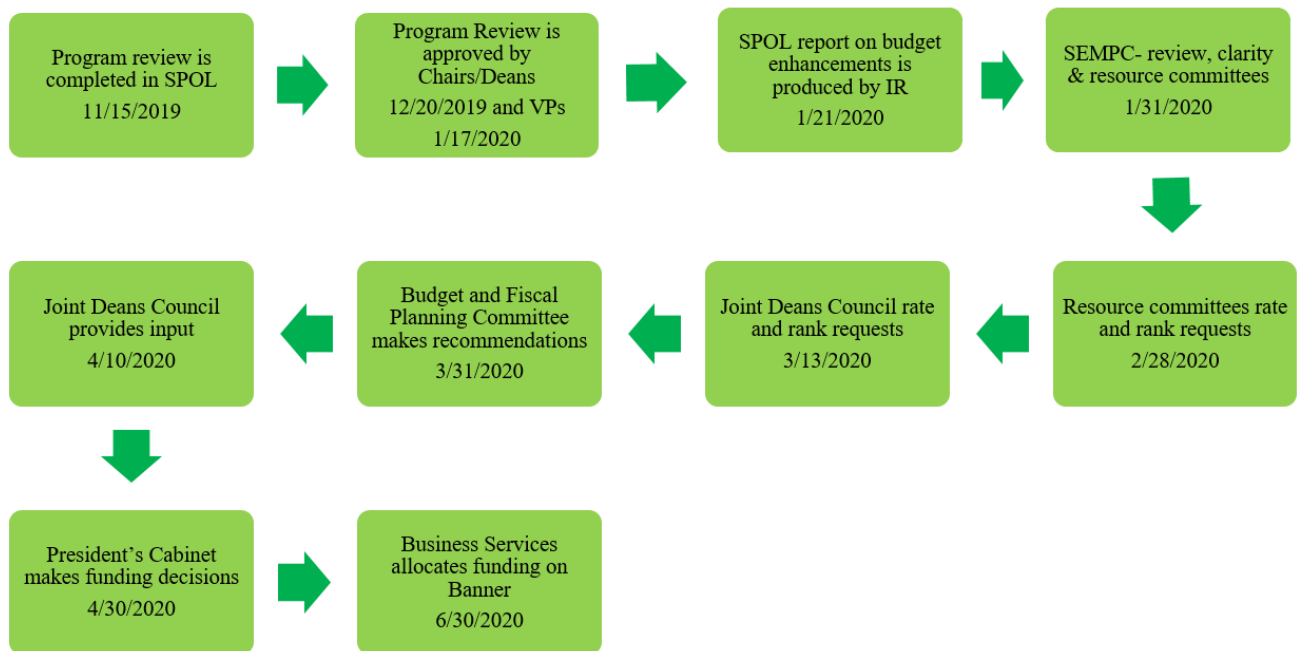 Program review is
completed in SPOL
11/15/2019
Program Review is
approved by
Chairs/Deans
12/20/2019 and VPs
1/17/2020
SPOL report on budget
enhancements is
produced by IR
1/21/2020
SEMPC- review, clarity
& resource committees
1/31/2020
Resource committees rate
and rank requests
2/28/2020
Joint Deans Council rate
and rank requests
3/13/2020
Budget and Fiscal
Planning Committee
makes recommendations
3/31/2020
Joint Deans Council
provides input
4/10/2020
President’s Cabinet
makes funding decisions
4/30/2020
Business Services
allocates funding on
Banner
6/30/2020